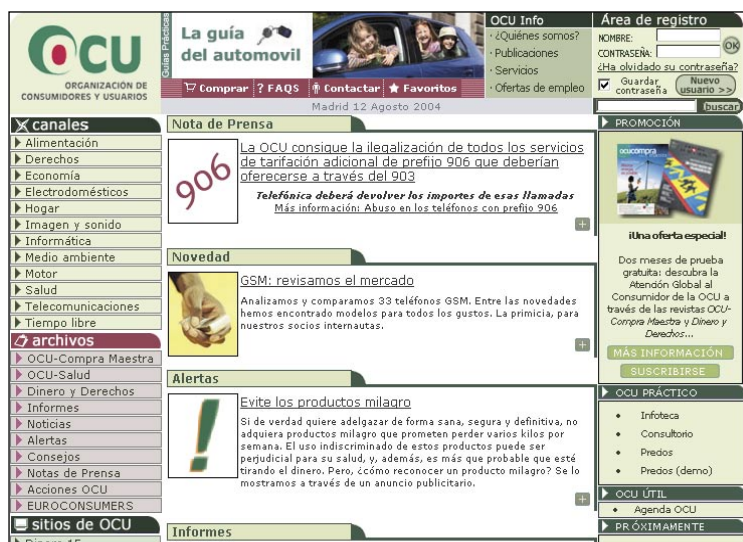 OCU
ORGANIZACIÓN DE
CONSUMIDORES Y USUARIOS
Guías Prácticas
La guía
del automovil
Comprar
? FAQS
Contactar
Favoritos
Madrid 12 Agosto 2004
OCU Info
· ¿Quiénes somos?
· Publicaciones
· Servicios
· Ofertas de empleo
Área de registro
NOMBRE:
CONTRASEÑA:
OK
¿Ha olvidado su contraseña?
Guardar
contraseña
Nuevo
usuario >>
buscar
canales
Alimentación
Derechos
Economía
Electrodomésticos
Hogar
Imagen y sonido
Informática
Medio ambiente
Motor
Salud
Telecomunicaciones
Tiempo libre
archivos
OCU-Compra Maestra
OCU-Salud
Dinero y Derechos
Informes
Noticias
Alertas
Consejos
Notas de Prensa
Acciones OCU
EUROCONSUMERS
sitios de OCU
Nota de Prensa
906
La OCU consigue la ilegalización de todos los servicios
de tarifación adicional de prefijo 906 que deberían
ofrecerse a través del 903
Telefónica deberá devolver los importes de esas llamadas
Más información: Abuso en los teléfonos con prefijo 906
Novedad
GSM: revisamos el mercado
Analizamos y comparamos 33 teléfonos GSM. Entre las novedades
hemos encontrado modelos para todos los gustos. La primicia, para
nuestros socios internautas.
Alertas
!
Evite los productos milagro
Si de verdad quiere adelgazar de forma sana, segura y definitiva, no
adquiera productos milagro que prometen perder varios kilos por
semana. El uso indiscriminado de estos productos puede ser
perjudicial para su salud, y, además, es más que probable que esté
tirando el dinero. Pero, ¿cómo reconocer un producto milagro? Se lo
mostramos a través de un anuncio publicitario.
Informes
PROMOCIÓN
ocucompra
¡Una oferta especial!
Dos meses de prueba
gratuita: descubra la
Atención Global al
Consumidor de la OCU a
través de las revistas OCU-
Compra Maestra y Dinero y
Derechos...
MÁS INFORMACIÓN
SUSCRIBIRSE
OCU PRÁCTICO
• Infoteca
• Consultorio
• Precios
• Precios (demo)
OCU ÚTIL
• Agenda OCU
PRÓXIMAMENTE